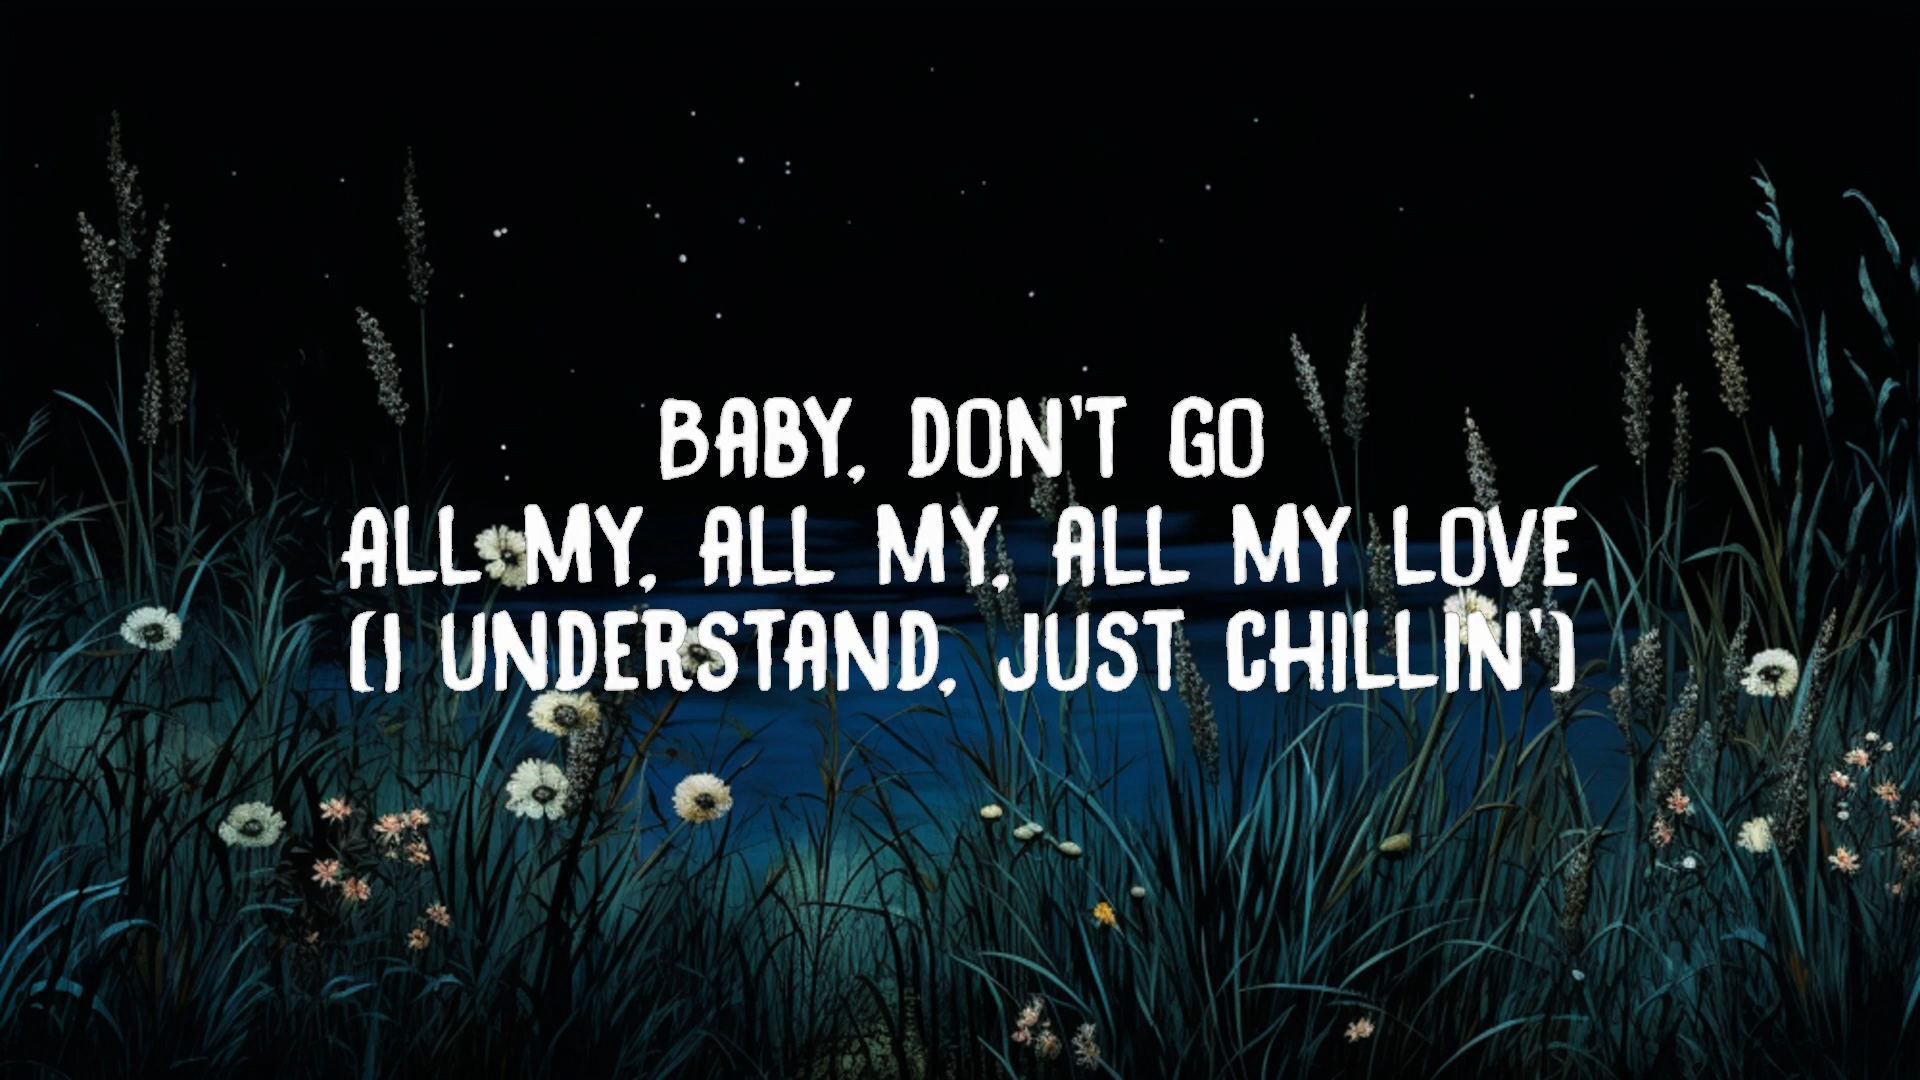 BABY, DON'T GO
ALL MY, ALL MY, ALL MY LOVE
(I UNDERSTAND, JUST CHILLIN')